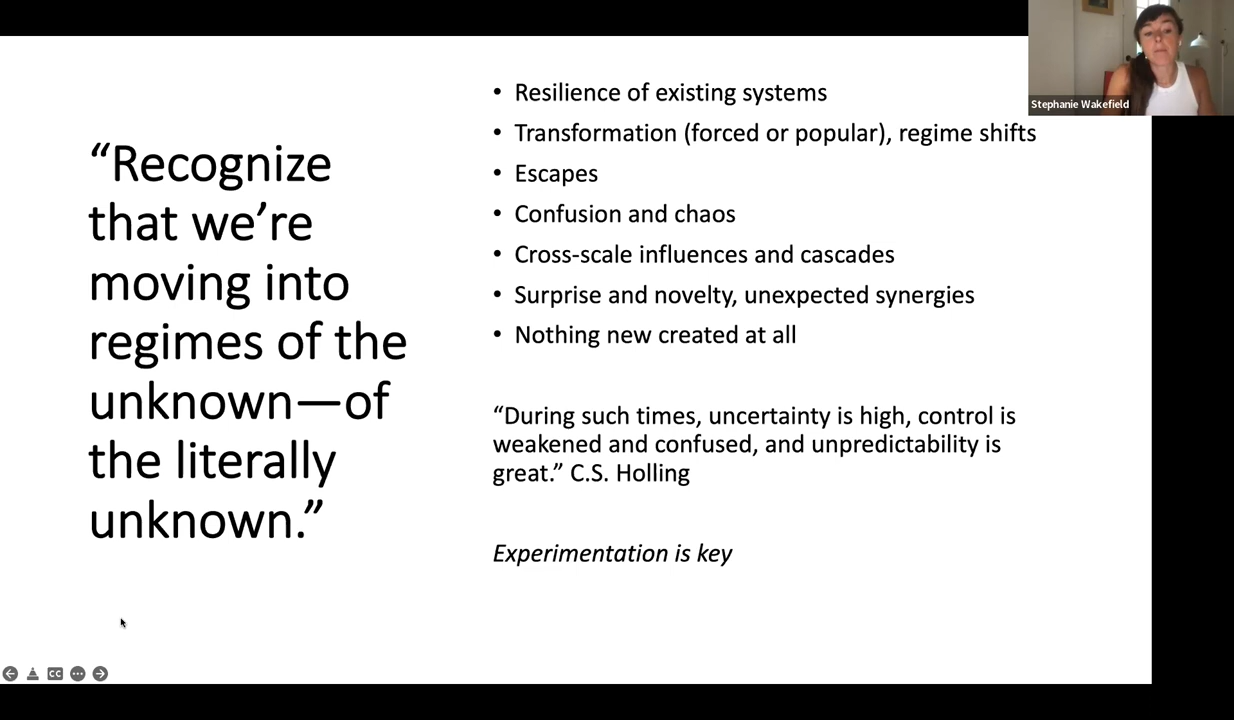 “Recognize
that we’re
moving into
regimes of the
unknown—of
the literally
unknown.”
• Resilience of existing systems
• Transformation (forced or popular), regime shifts
• Escapes
• Confusion and chaos
• Cross-scale influences and cascades
• Surprise and novelty, unexpected synergies
• Nothing new created at all
“During such times, uncertainty is high, control is
weakened and confused, and unpredictability is
great.” C.S. Holling
Experimentation is key
Stephanie Wakefield
CC